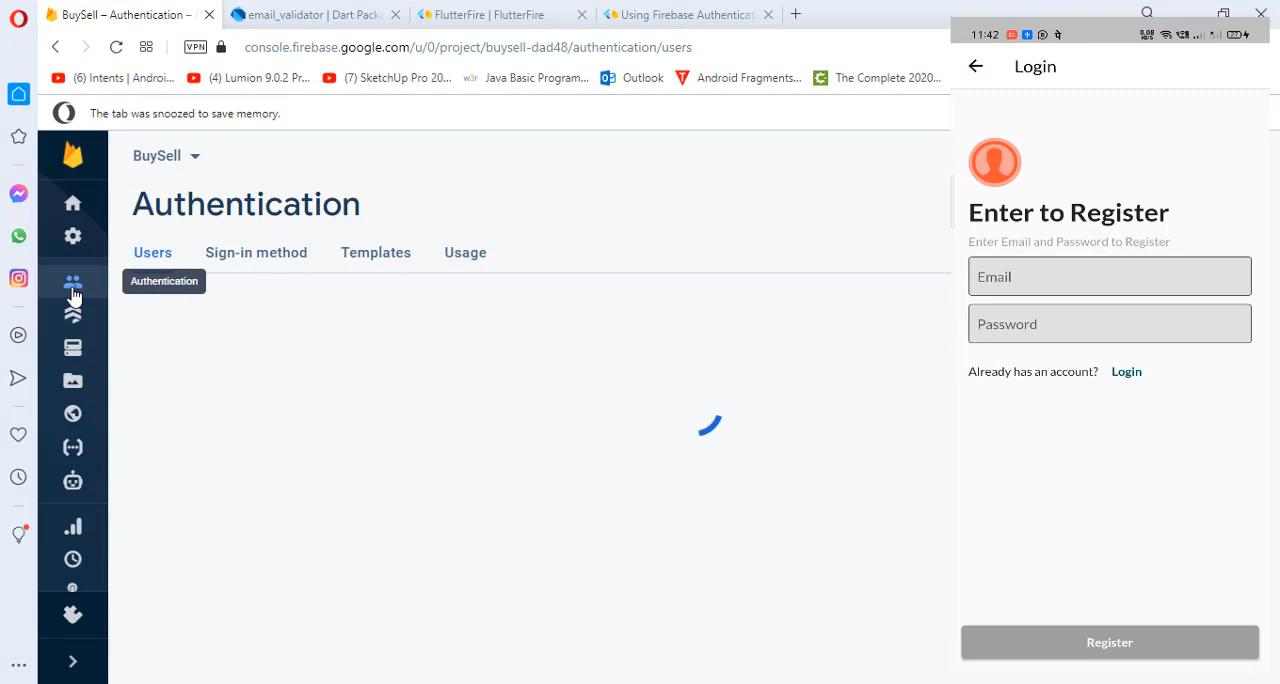 BuySell – Authentication –
email_validator | Dart Packa
FlutterFire | FlutterFire
Using Firebase Authenticat
VPN
console.firebase.google.com/u/0/project/buysell-dad48/authentication/users
(6) Intents | Androi...
(4) Lumion 9.0.2 Pr...
(7) SketchUp Pro 20...
w3r Java Basic Program...
Outlook
Android Fragments...
The Complete 2020...
The tab was snoozed to save memory.
BuySell
Authentication
Users
Sign-in method
Templates
Usage
Authentication
11:42
Login
Enter to Register
Enter Email and Password to Register
Email
Password
Already has an account? Login
Register